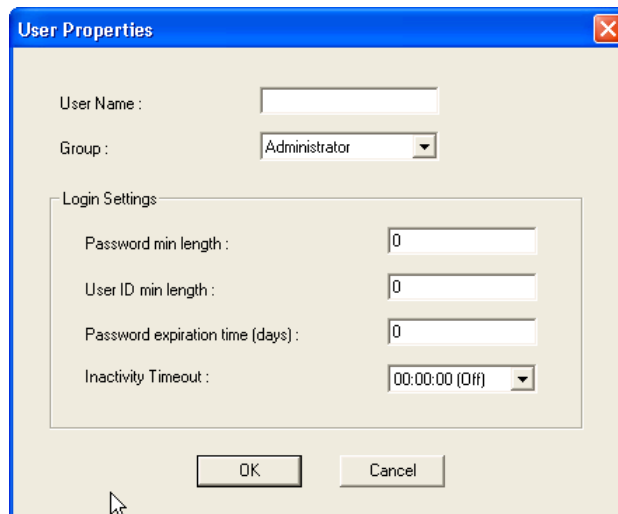 User Properties
User Name :
Group : Administrator
Login Settings
Password min length : 0
User ID min length : 0
Password expiration time (days) : 0
Inactivity Timeout : 00:00:00 (Off)
OK Cancel